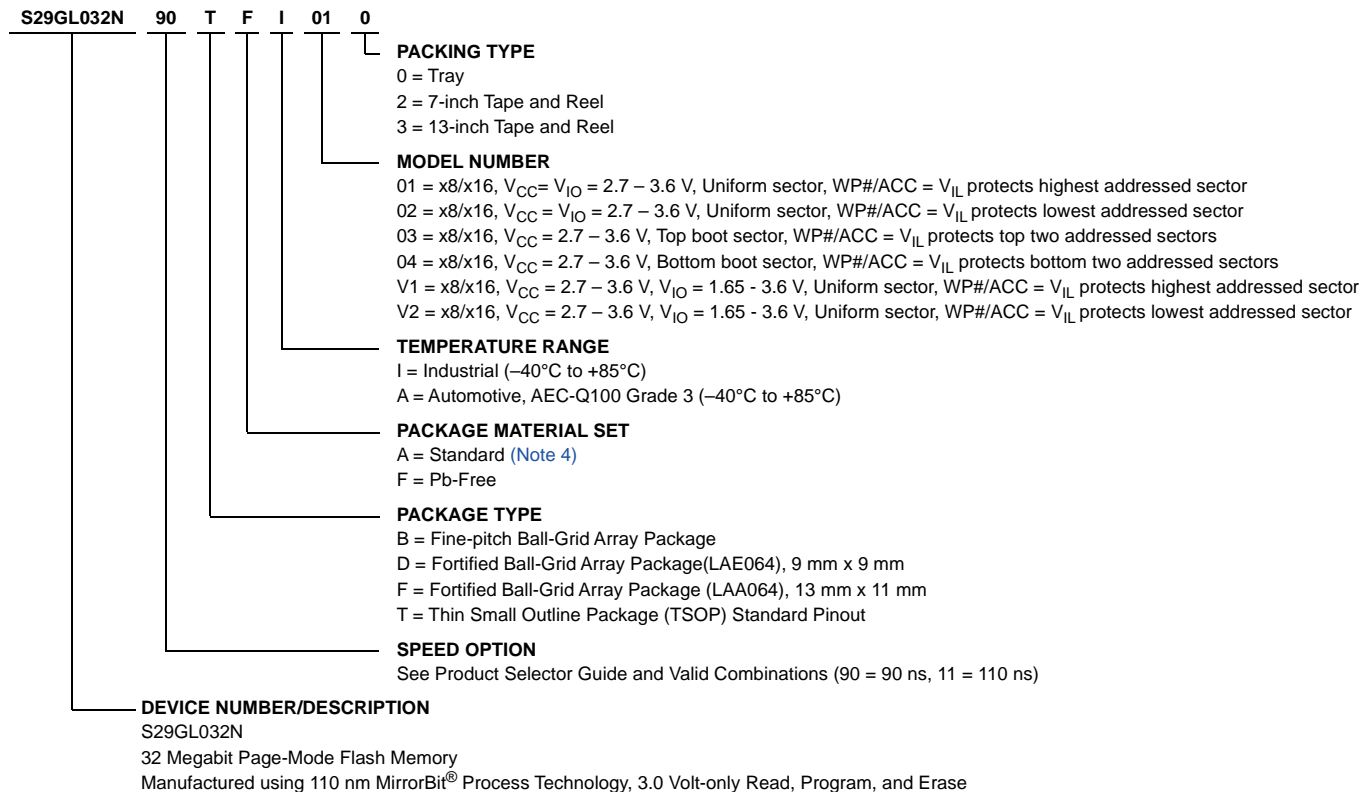 S29GL032N 90 T F I 01 0
PACKING TYPE
0 = Tray
2 = 7-inch Tape and Reel
3 = 13-inch Tape and Reel
MODEL NUMBER
01 = x8/x16, VCC= VIO = 2.7 – 3.6 V, Uniform sector, WP#/ACC = VIL protects highest addressed sector
02 = x8/x16, VCC = VIO = 2.7 – 3.6 V, Uniform sector, WP#/ACC = VIL protects lowest addressed sector
03 = x8/x16, VCC = 2.7 – 3.6 V, Top boot sector, WP#/ACC = VIL protects top two addressed sectors
04 = x8/x16, VCC = 2.7 – 3.6 V, Bottom boot sector, WP#/ACC = VIL protects bottom two addressed sectors
V1 = x8/x16, VCC = 2.7 – 3.6 V, VIO = 1.65 - 3.6 V, Uniform sector, WP#/ACC = VIL protects highest addressed sector
V2 = x8/x16, VCC = 2.7 – 3.6 V, VIO = 1.65 - 3.6 V, Uniform sector, WP#/ACC = VIL protects lowest addressed sector
TEMPERATURE RANGE
I = Industrial (–40°C to +85°C)
A = Automotive, AEC-Q100 Grade 3 (–40°C to +85°C)
PACKAGE MATERIAL SET
A = Standard (Note 4)
F = Pb-Free
PACKAGE TYPE
B = Fine-pitch Ball-Grid Array Package
D = Fortified Ball-Grid Array Package(LAE064), 9 mm x 9 mm
F = Fortified Ball-Grid Array Package (LAA064), 13 mm x 11 mm
T = Thin Small Outline Package (TSOP) Standard Pinout
SPEED OPTION
See Product Selector Guide and Valid Combinations (90 = 90 ns, 11 = 110 ns)
DEVICE NUMBER/DESCRIPTION
S29GL032N
32 Megabit Page-Mode Flash Memory
Manufactured using 110 nm MirrorBit® Process Technology, 3.0 Volt-only Read, Program, and Erase